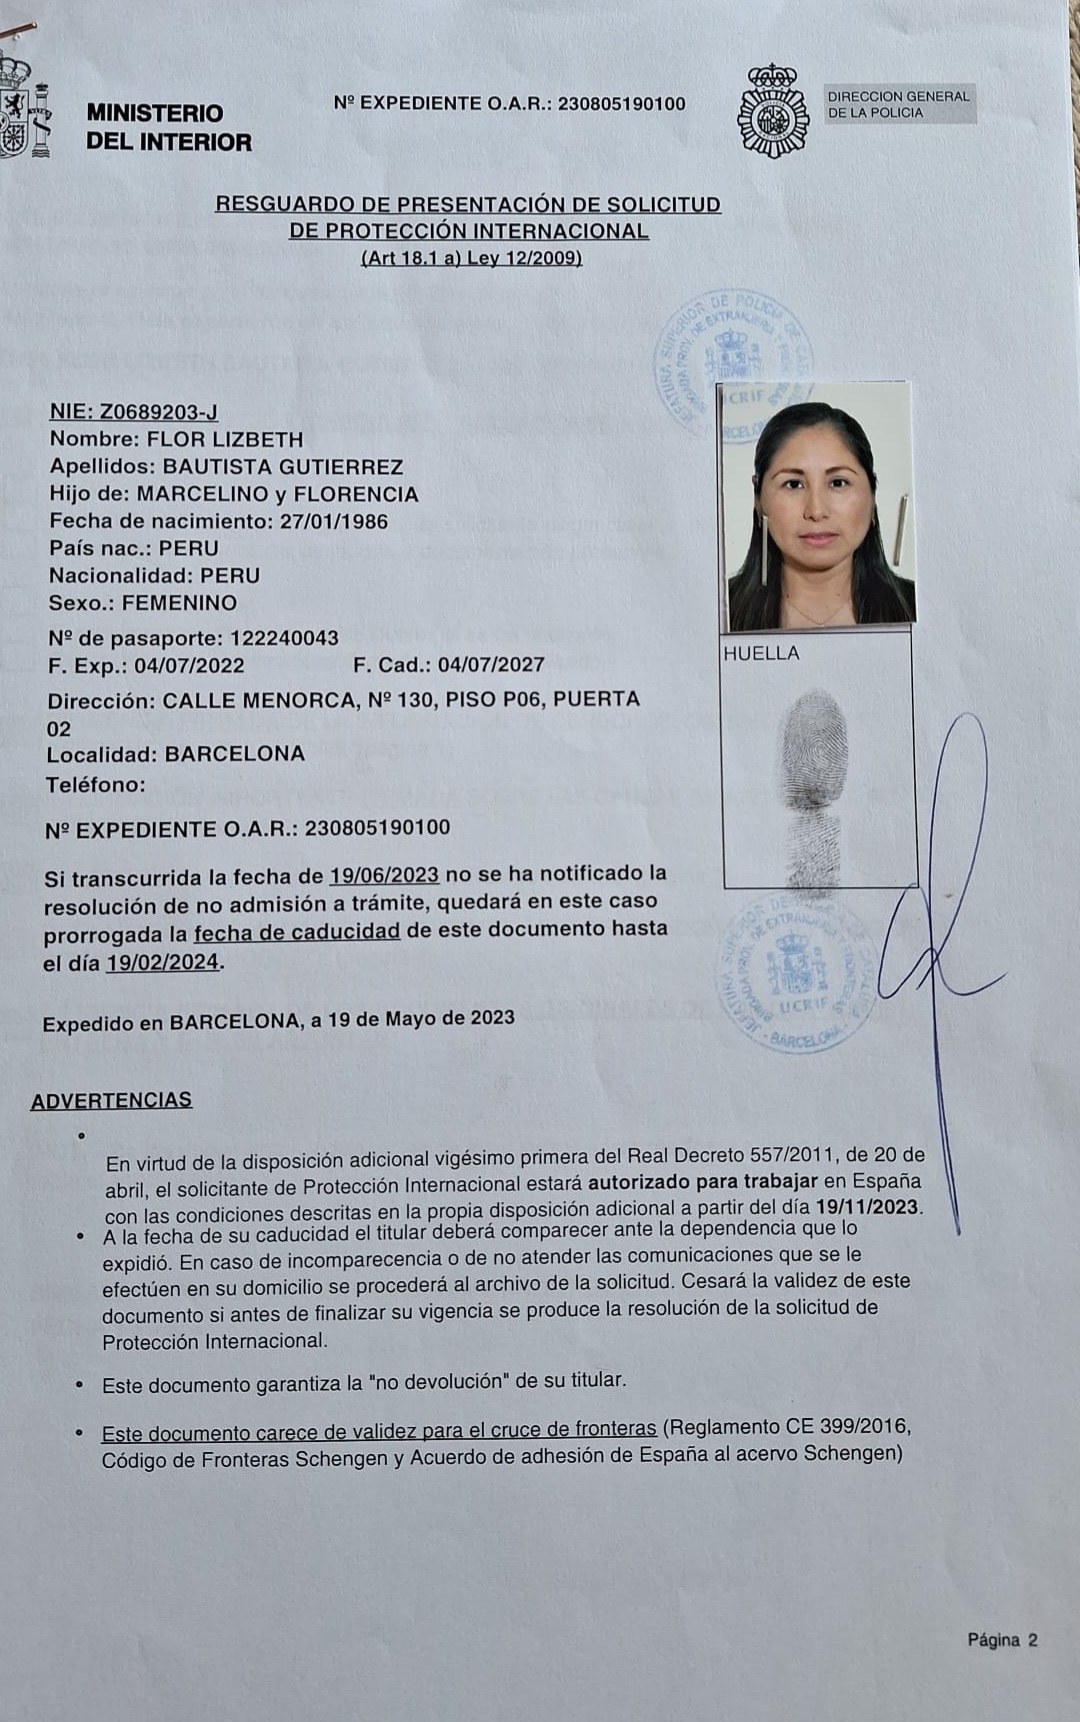 MINISTERIO
DEL INTERIOR
Nº EXPEDIENTE O.A.R.: 230805190100
DIRECCION GENERAL
DE LA POLICIA
RESGUARDO DE PRESENTACIÓN DE SOLICITUD
DE PROTECCIÓN INTERNACIONAL
(Art 18.1 a) Ley 12/2009)
NIE: Z0689203-J
Nombre: FLOR LIZBETH
Apellidos: BAUTISTA GUTIERREZ
Hijo de: MARCELINO y FLORENCIA
Fecha de nacimiento: 27/01/1986
País nac.: PERU
Nacionalidad: PERU
Sexo.: FEMENINO
Nº de pasaporte: 122240043
F. Exp.: 04/07/2022 F. Cad.: 04/07/2027
Dirección: CALLE MENORCA, Nº 130, PISO P06, PUERTA
02
Localidad: BARCELONA
Teléfono:
Nº EXPEDIENTE O.A.R.: 230805190100
HUELLA
Si transcurrida la fecha de 19/06/2023 no se ha notificado la
resolución de no admisión a trámite, quedará en este caso
prorrogada la fecha de caducidad de este documento hasta
el día 19/02/2024.
JEFATURA SUPERIOR DE POLICIA DE
UCRIF
BARCELONA
Expedido en BARCELONA, a 19 de Mayo de 2023
ADVERTENCIAS
• En virtud de la disposición adicional vigésimo primera del Real Decreto 557/2011, de 20 de
abril, el solicitante de Protección Internacional estará autorizado para trabajar en España
con las condiciones descritas en la propia disposición adicional a partir del día 19/11/2023.
• A la fecha de su caducidad el titular deberá comparecer ante la dependencia que lo
expidió. En caso de incomparecencia o de no atender las comunicaciones que se le
efectúen en su domicilio se procederá al archivo de la solicitud. Cesará la validez de este
documento si antes de finalizar su vigencia se produce la resolución de la solicitud de
Protección Internacional.
• Este documento garantiza la "no devolución" de su titular.
• Este documento carece de validez para el cruce de fronteras (Reglamento CE 399/2016,
Código de Fronteras Schengen y Acuerdo de adhesión de España al acervo Schengen)
Página 2